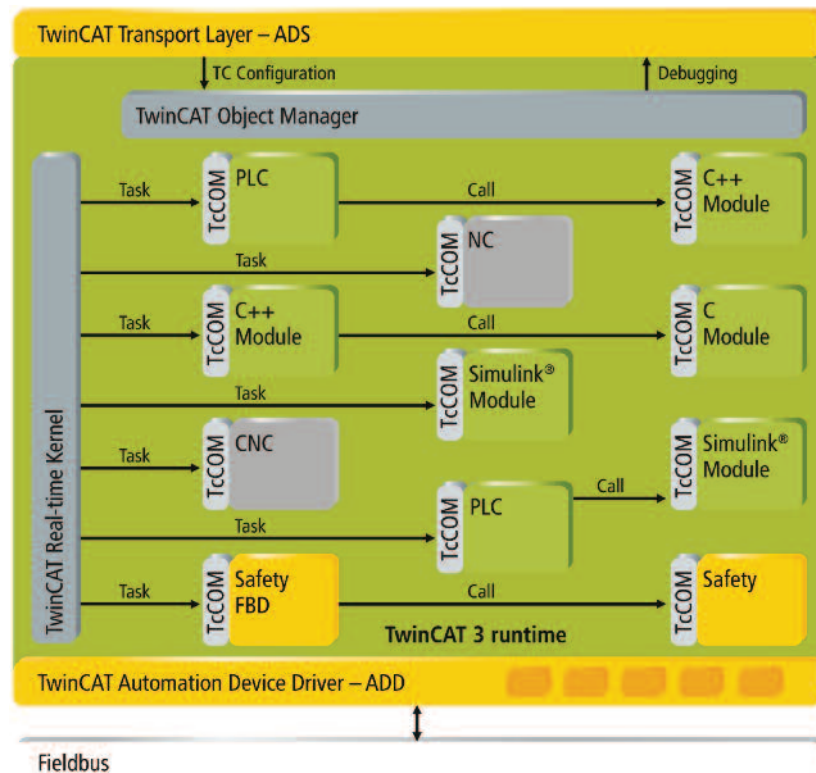 TwinCAT Transport Layer – ADS
TC Configuration
Debugging
TwinCAT Object Manager
TwinCAT Real-time Kernel
Task
TcCOM
PLC
Call
TcCOM
C++
Module
Task
TcCOM
NC
Task
TcCOM
C++
Module
Call
TcCOM
C
Module
Task
TcCOM
Simulink®
Module
Task
TcCOM
CNC
TcCOM
Simulink®
Module
Task
TcCOM
PLC
Call
Task
TcCOM
Safety
FBD
Call
TcCOM
Safety
TwinCAT 3 runtime
TwinCAT Automation Device Driver – ADD
Fieldbus